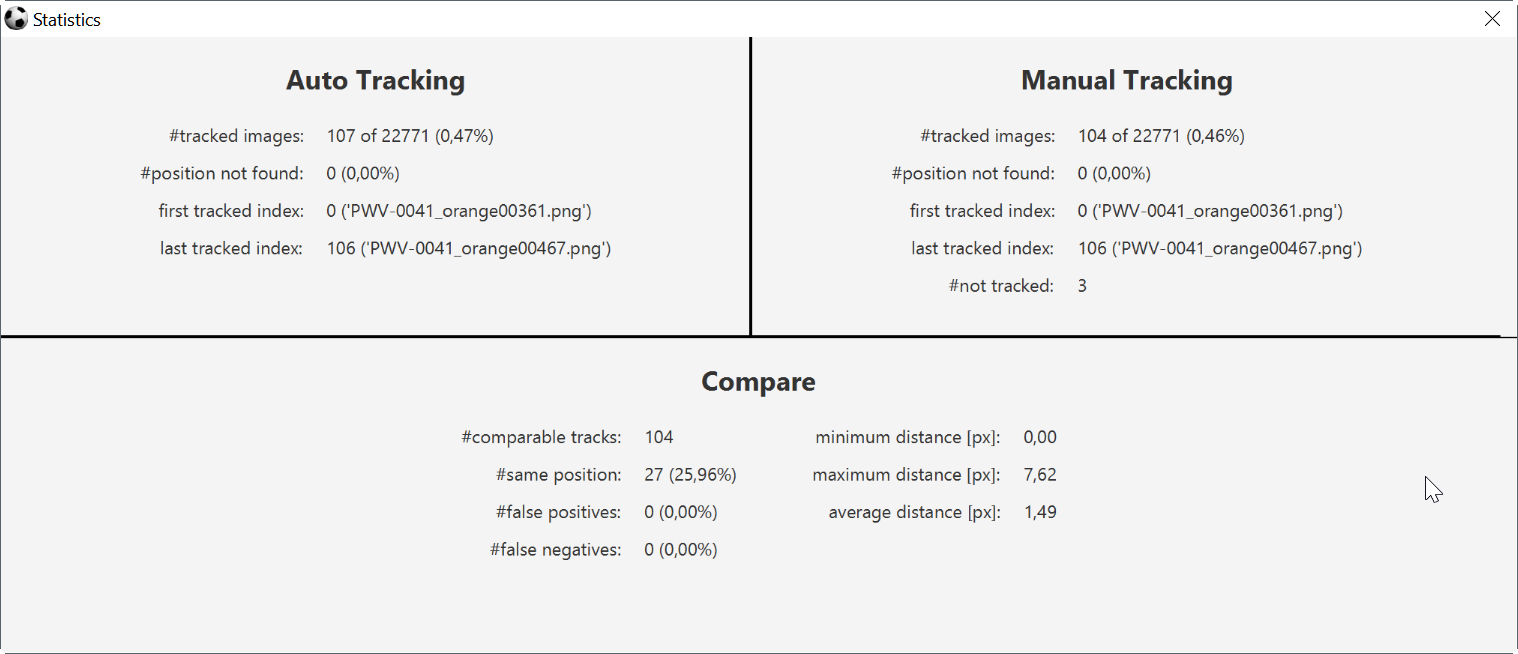 Statistics
Auto Tracking
#tracked images: 107 of 22771 (0,47%)
#position not found: 0 (0,00%)
first tracked index: 0 ('PWV-0041_orange00361.png')
last tracked index: 106 ('PWV-0041_orange00467.png')
Manual Tracking
#tracked images: 104 of 22771 (0,46%)
#position not found: 0 (0,00%)
first tracked index: 0 ('PWV-0041_orange00361.png')
last tracked index: 106 ('PWV-0041_orange00467.png')
#not tracked: 3
Compare
#comparable tracks: 104
#same position: 27 (25,96%)
#false positives: 0 (0,00%)
#false negatives: 0 (0,00%)
minimum distance [px]: 0,00
maximum distance [px]: 7,62
average distance [px]: 1,49